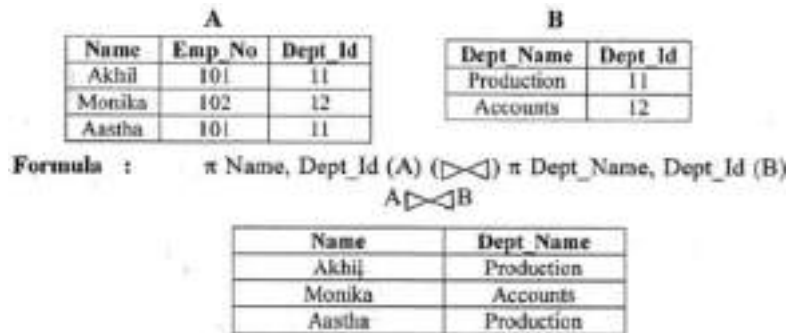 A
Name Emp_No Dept_Id
Akhil 101 11
Monika 102 12
Aastha 101 11
B
Dept_Name Dept_Id
Production 11
Accounts 12
Formula : π Name, Dept_Id (A) (▷◁) π Dept_Name, Dept_Id (B)
A▷◁B
Name Dept_Name
Akhil Production
Monika Accounts
Aastha Production